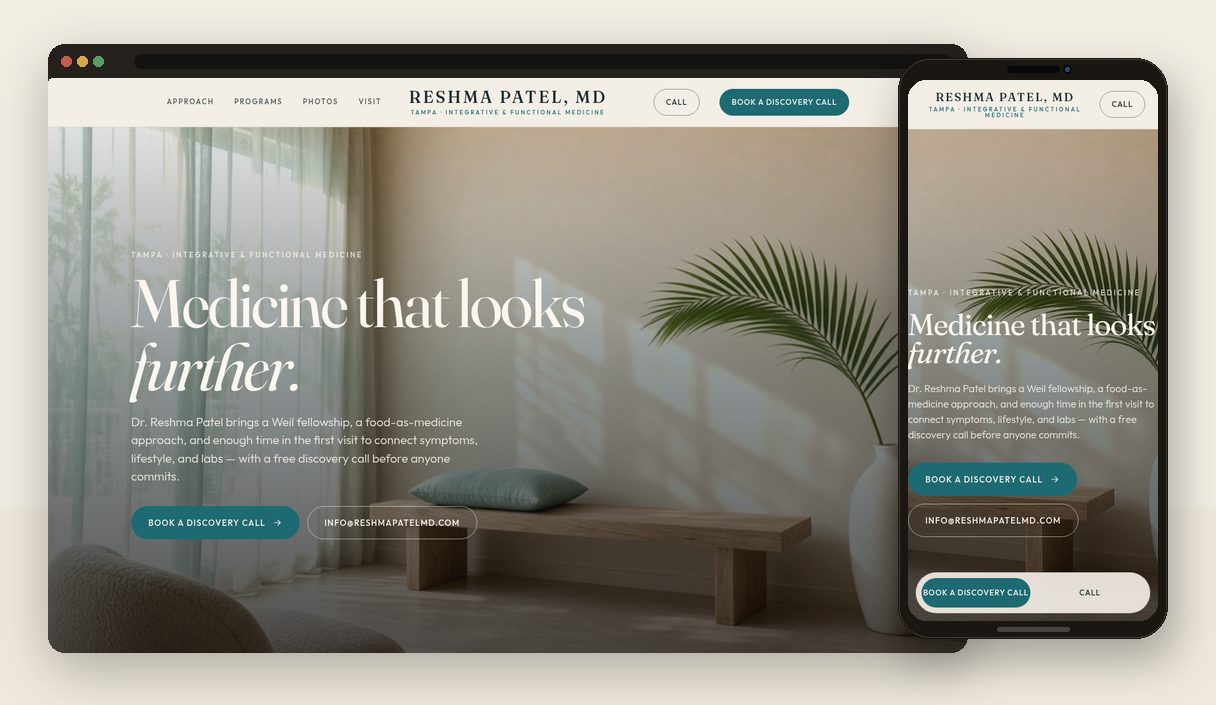 APPROACH PROGRAMS PHOTOS VISIT
RESHMA PATEL, MD
TAMPA · INTEGRATIVE & FUNCTIONAL MEDICINE
CALL
BOOK A DISCOVERY CALL
TAMPA · INTEGRATIVE & FUNCTIONAL MEDICINE
Medicine that looks
further.
Dr. Reshma Patel brings a Weil fellowship, a food-as-medicine
approach, and enough time in the first visit to connect symptoms,
lifestyle, and labs — with a free discovery call before anyone
commits.
BOOK A DISCOVERY CALL →
INFO@RESHMAPATELMD.COM
RESHMA PATEL, MD
TAMPA · INTEGRATIVE & FUNCTIONAL
MEDICINE
CALL
TAMPA · INTEGRATIVE & FUNCTIONAL MEDICINE
Medicine that looks
further.
Dr. Reshma Patel brings a Weil fellowship, a food-as-
medicine approach, and enough time in the first visit to
connect symptoms, lifestyle, and labs — with a free
discovery call before anyone commits.
BOOK A DISCOVERY CALL →
INFO@RESHMAPATELMD.COM
BOOK A DISCOVERY CALL
CALL